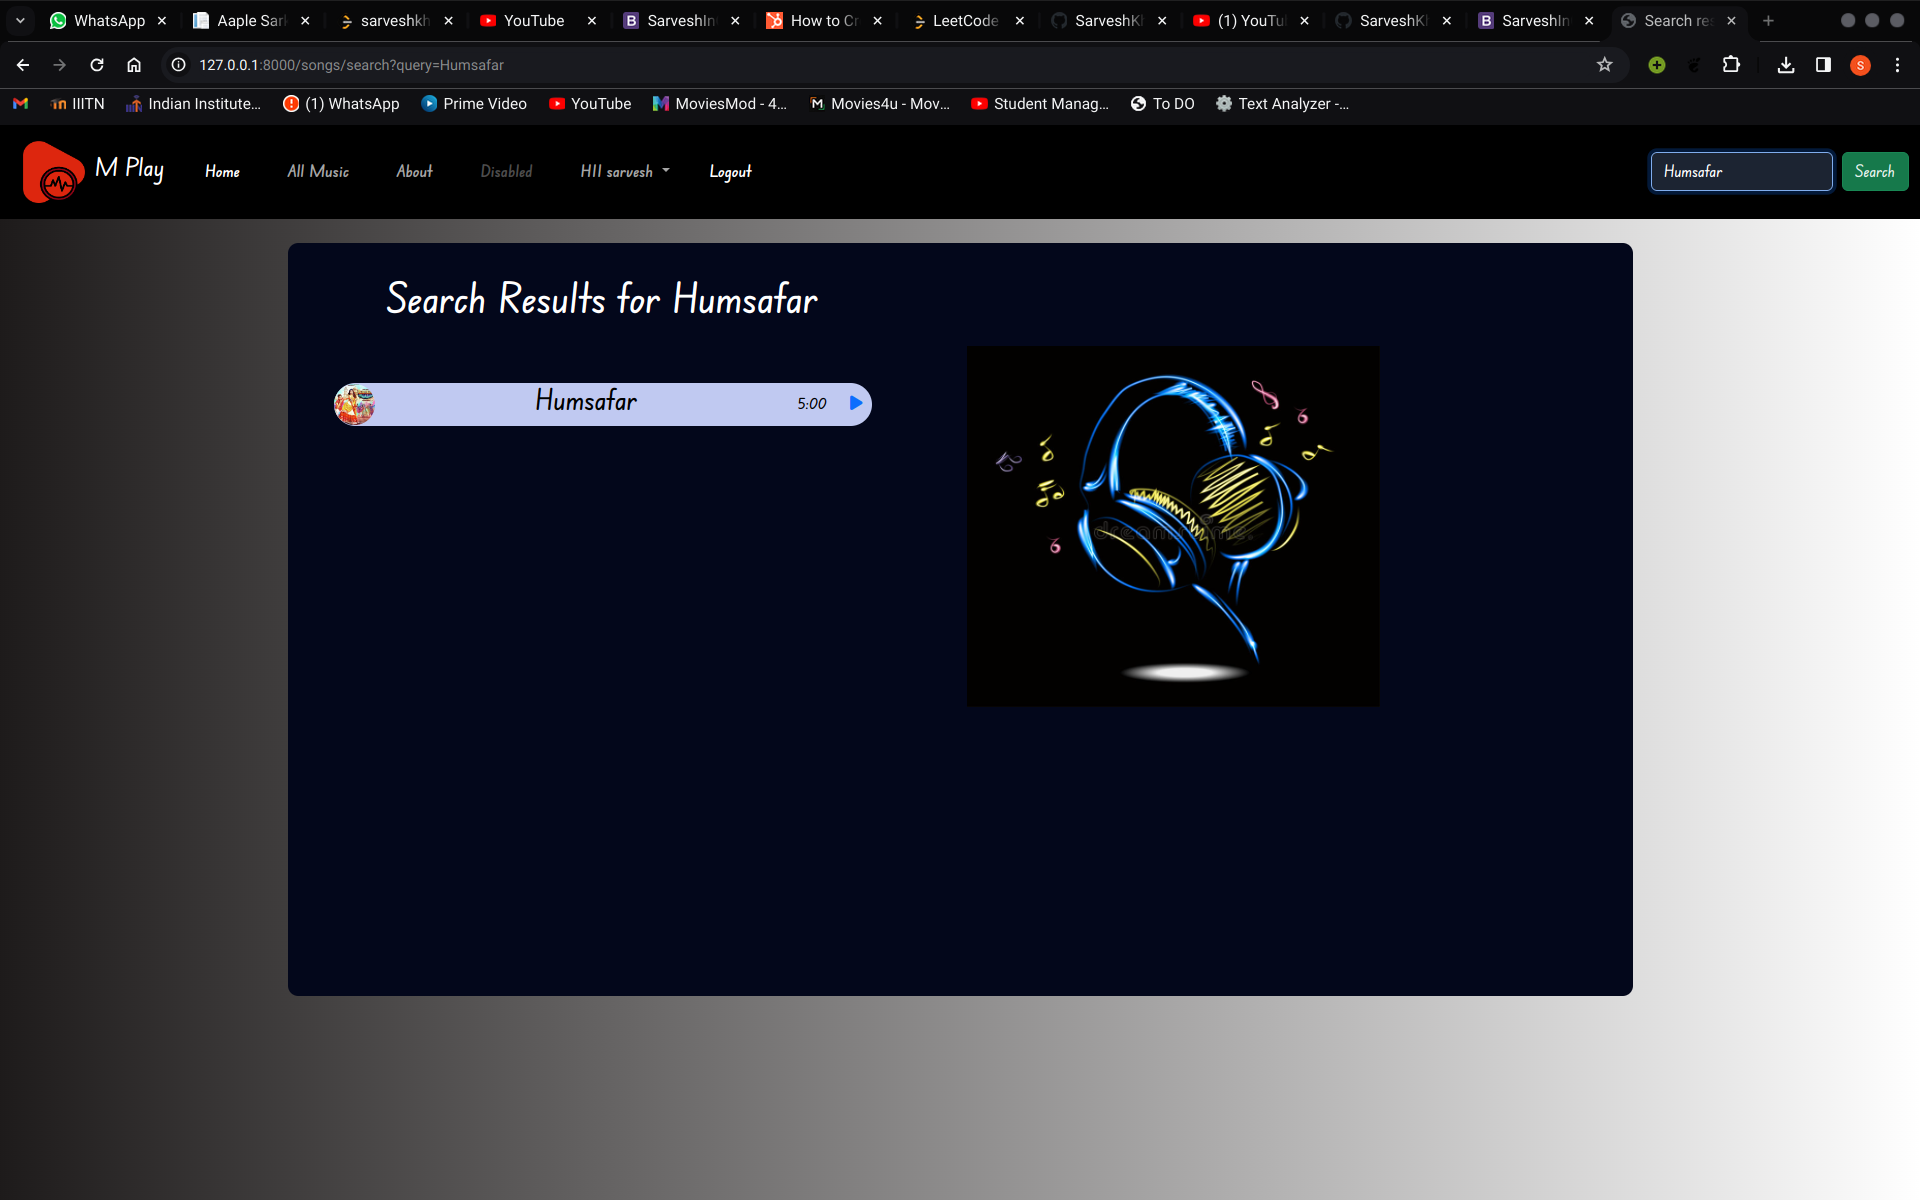 WhatsApp Aaple Sar sarveshkh YouTube SarveshIn How to Cr LeetCode SarveshKh (1) YouTu SarveshKh SarveshIn Search re
127.0.0.1:8000/songs/search?query=Humsafar
S
IIITN Indian Institute... (1) WhatsApp Prime Video YouTube MoviesMod - 4... Movies4u - Mov... Student Manag... To DO Text Analyzer -...
M Play Home All Music About Disabled HII sarvesh Logout Humsafar Search
Search Results for Humsafar
Humsafar 5:00